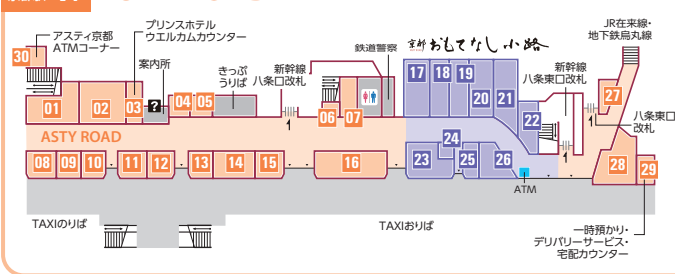 アスティ京都
ATMコーナー
プリンスホテル
ウエルカムカウンター
案内所
きっぷ
うりば
新幹線
八条西口改札
鉄道警察
京都おもてなし小路
新幹線
八条東口改札
JR在来線・
地下鉄烏丸線
八条東口
改札
30
01
02
03
?
04
05
06
07
17
18
19
20
21
22
27
ASTY ROAD
08
09
10
11
12
13
14
15
16
23
24
25
26
28
29
ATM
TAXIのりば
TAXIおりば
一時預かり・
デリバリーサービス・
宅配カウンター